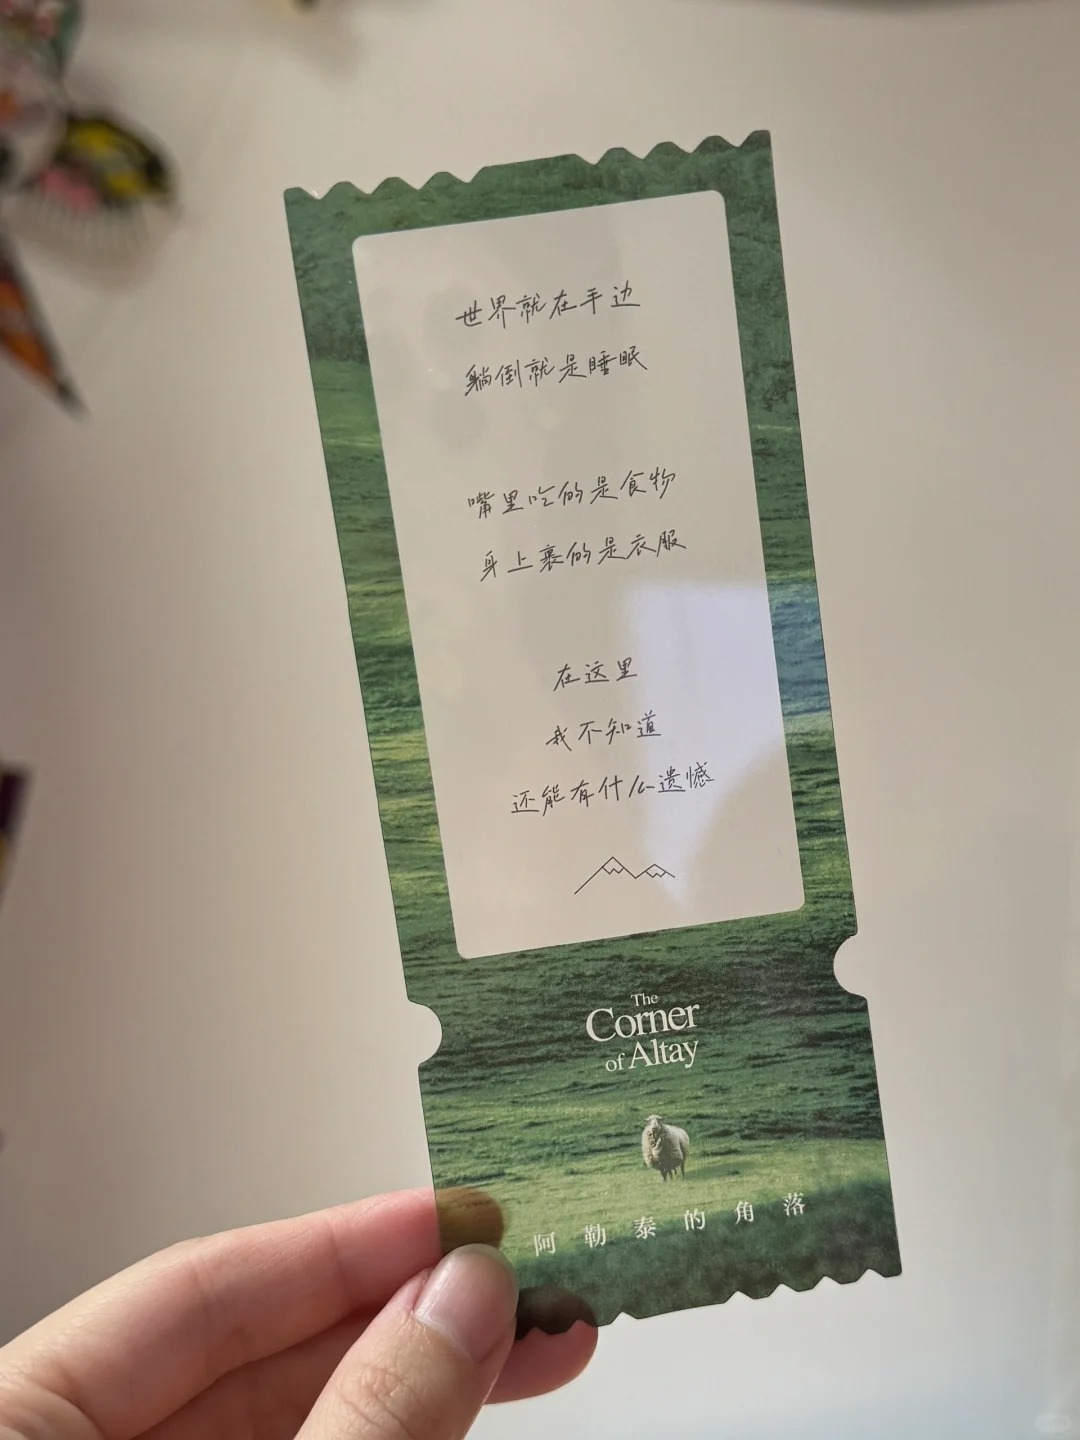 世界就在手边
躺倒就是睡眠
嘴里吃的是食物
身上裹的是衣服
在这里
我不知道
还能有什么遗憾
The
Corner
of Altay
阿勒泰的角落